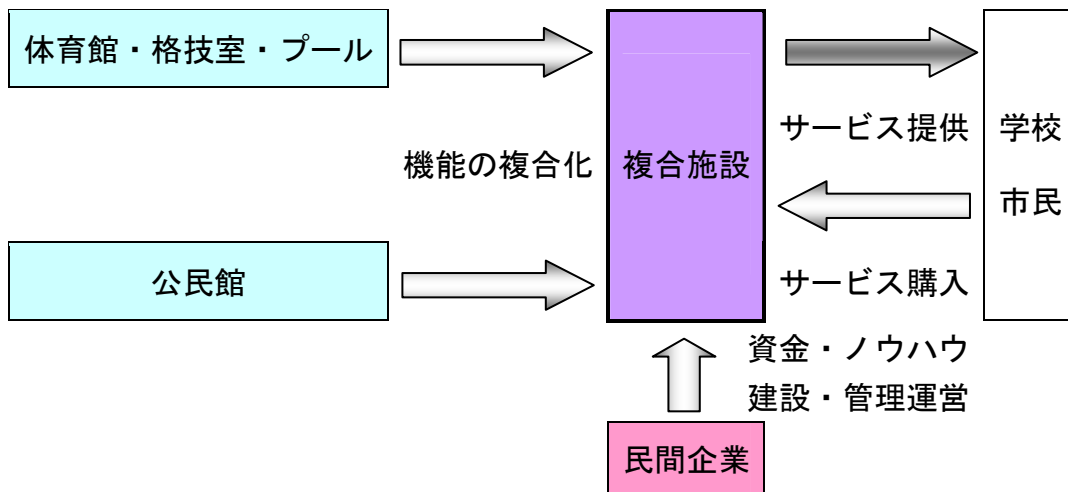 体育館・格技室・プール
機能の複合化
公民館
複合施設
サービス提供
サービス購入
学校
市民
資金・ノウハウ
建設・管理運営
民間企業